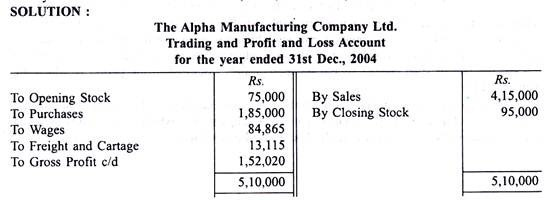 SOLUTION :
The Alpha Manufacturing Company Ltd.
Trading and Profit and Loss Account
for the year ended 31st Dec., 2004
Rs. Rs.
To Opening Stock 75,000 By Sales 4,15,000
To Purchases 1,85,000 By Closing Stock 95,000
To Wages 84,865
To Freight and Cartage 13,115
To Gross Profit c/d 1,52,020
5,10,000 5,10,000